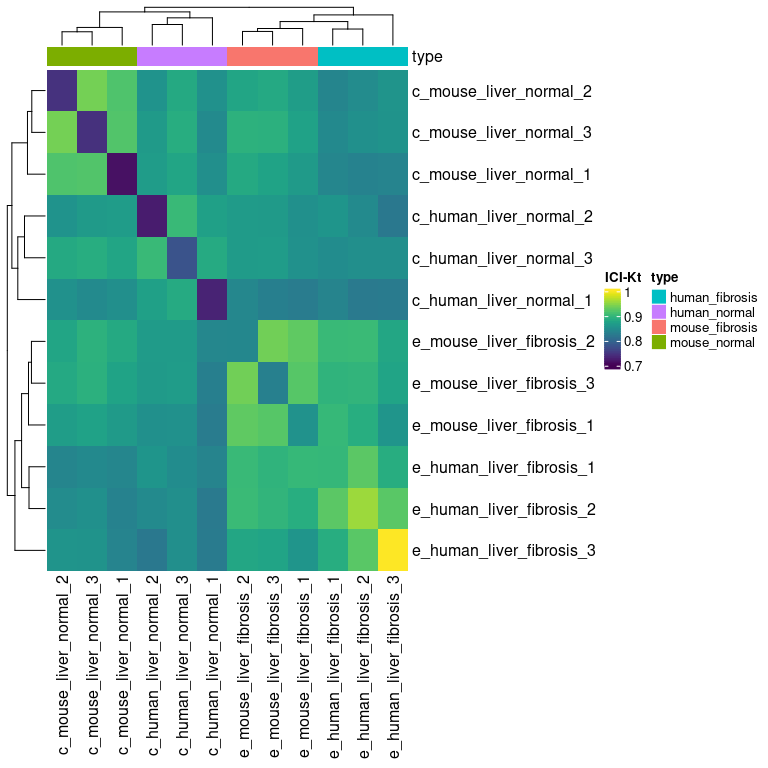 type
c_mouse_liver_normal_2
c_mouse_liver_normal_3
c_mouse_liver_normal_1
c_human_liver_normal_2
c_human_liver_normal_3
c_human_liver_normal_1
e_mouse_liver_fibrosis_2
e_mouse_liver_fibrosis_3
e_mouse_liver_fibrosis_1
e_human_liver_fibrosis_1
e_human_liver_fibrosis_2
e_human_liver_fibrosis_3
c_mouse_liver_normal_2
c_mouse_liver_normal_3
c_mouse_liver_normal_1
c_human_liver_normal_2
c_human_liver_normal_3
c_human_liver_normal_1
e_mouse_liver_fibrosis_2
e_mouse_liver_fibrosis_3
e_mouse_liver_fibrosis_1
e_human_liver_fibrosis_1
e_human_liver_fibrosis_2
e_human_liver_fibrosis_3
ICI-Kt
1
0.9
0.8
0.7
type
human_fibrosis
human_normal
mouse_fibrosis
mouse_normal